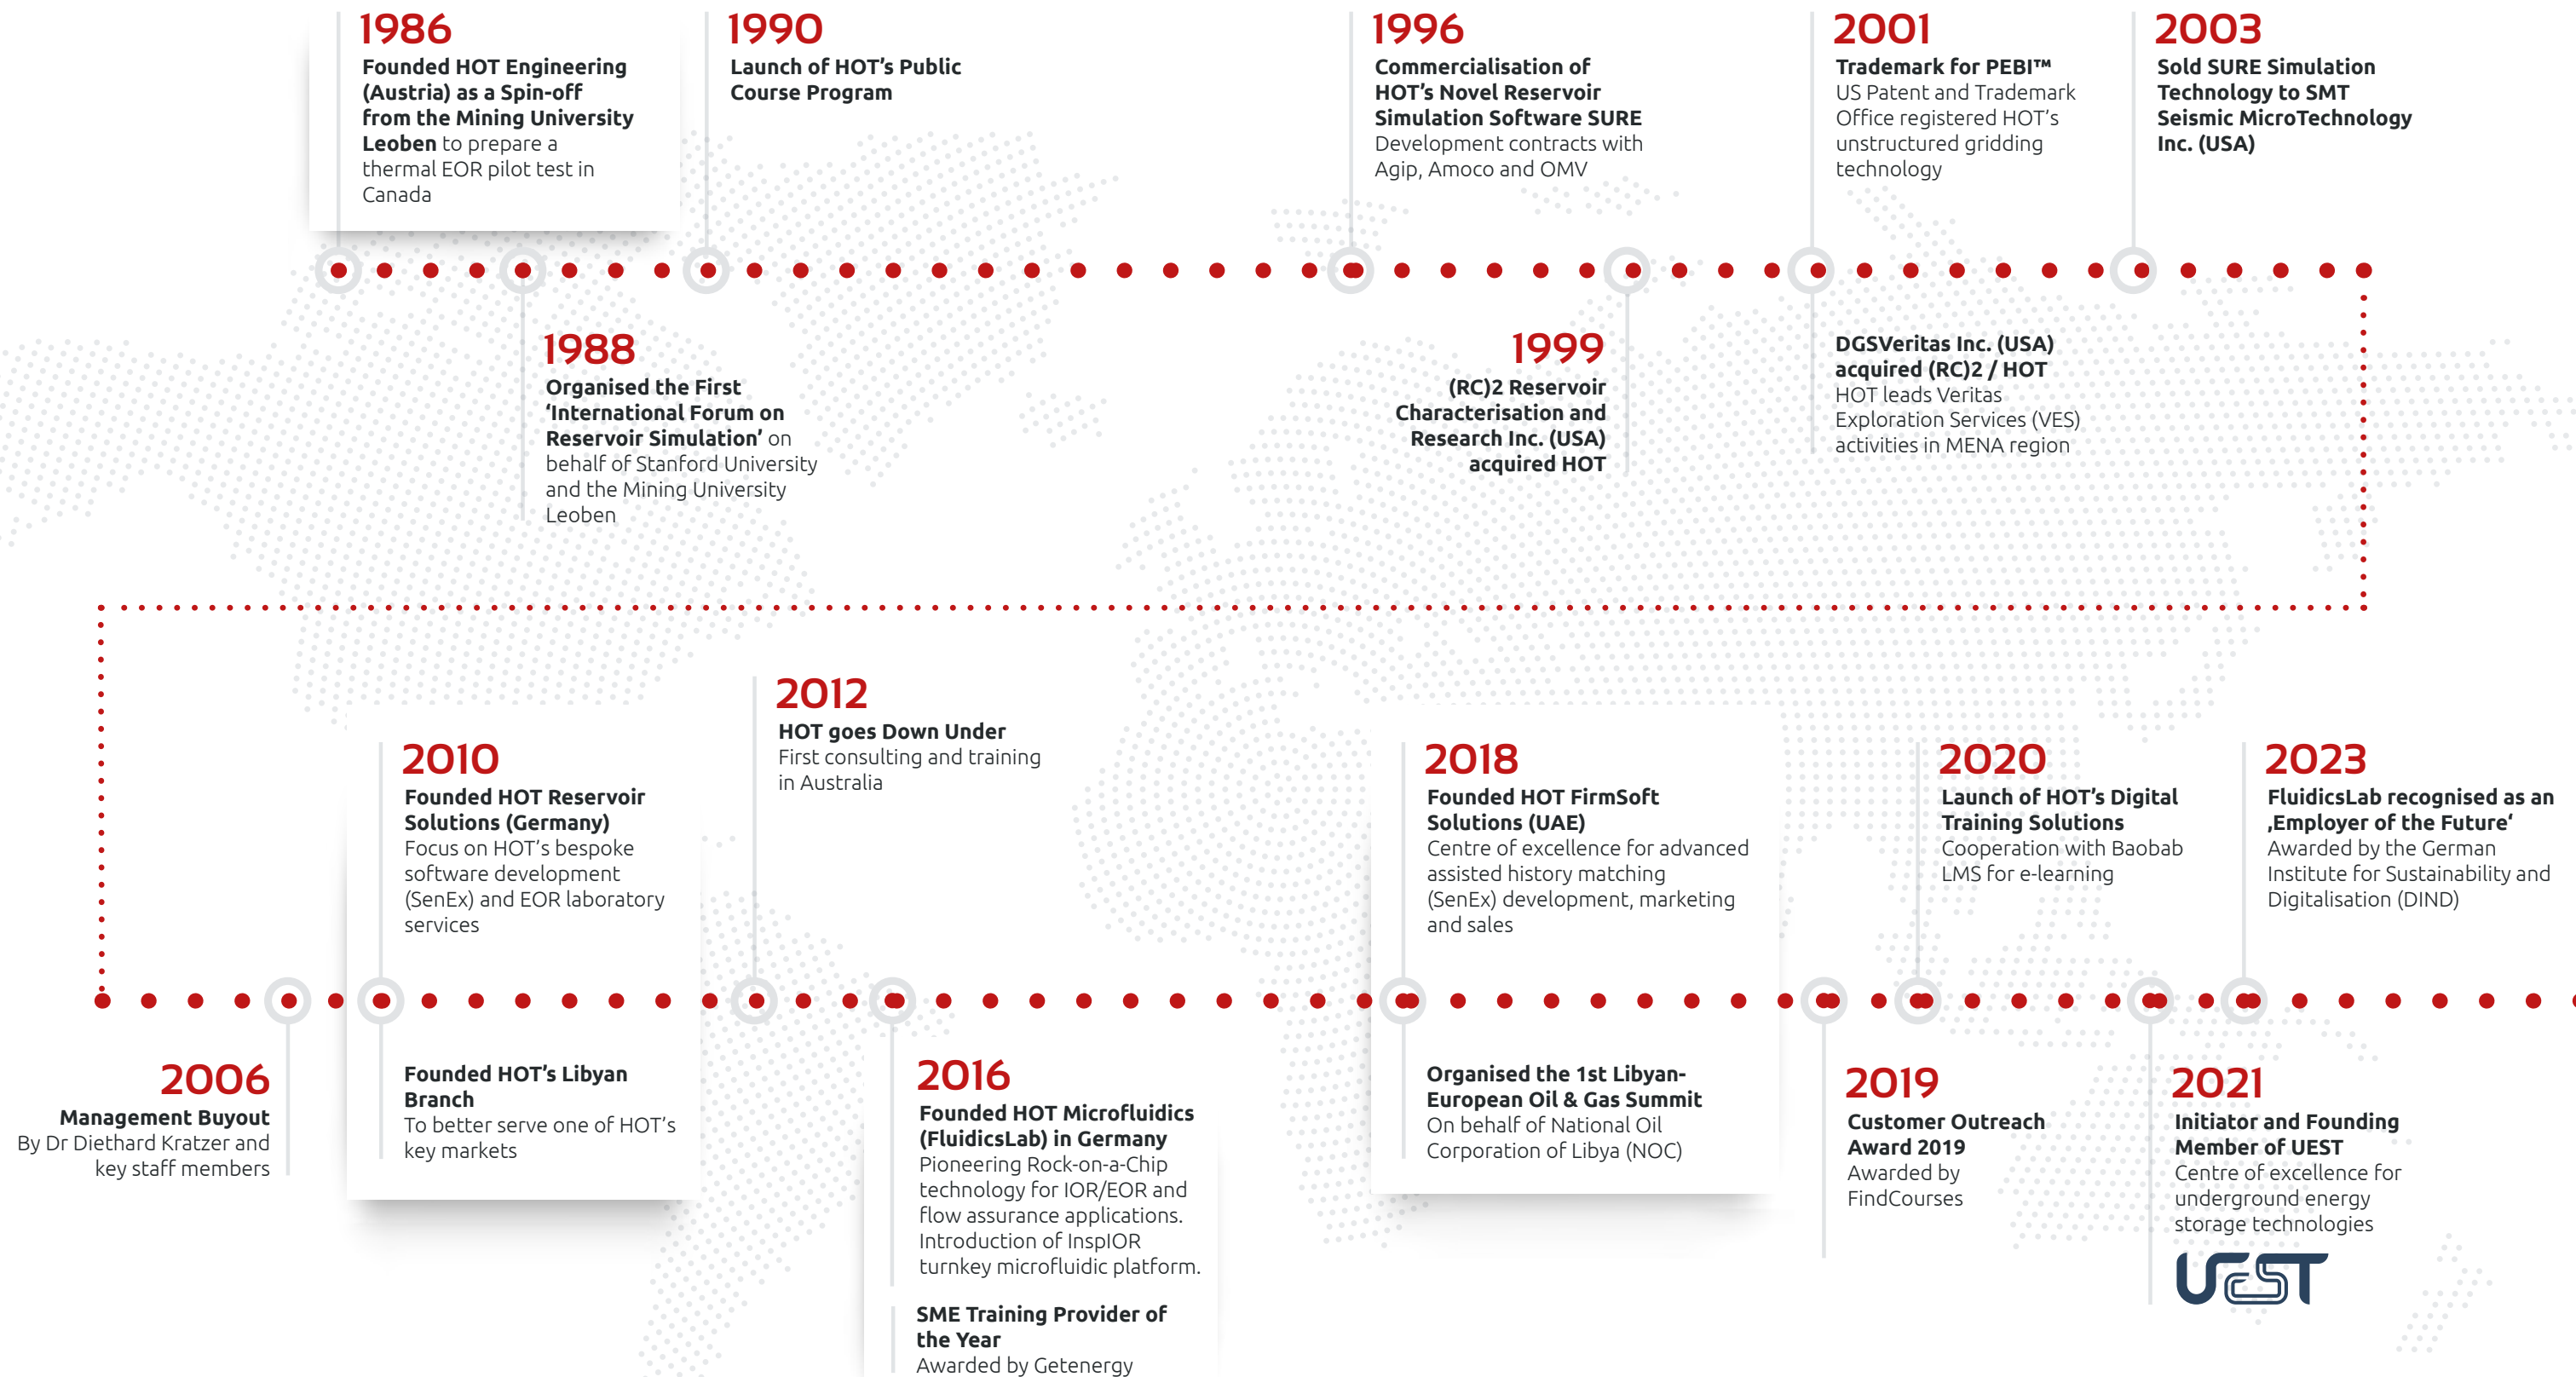 1986
Founded HOT Engineering
(Austria) as a Spin-off
from the Mining University
Leoben to prepare a
thermal EOR pilot test in
Canada
1988
Organised the First
‘International Forum on
Reservoir Simulation’ on
behalf of Stanford University
and the Mining University
Leoben
1990
Launch of HOT’s Public
Course Program
1996
Commercialisation of
HOT’s Novel Reservoir
Simulation Software SURE
Development contracts with
Agip, Amoco and OMV
1999
(RC)2 Reservoir
Characterisation and
Research Inc. (USA)
acquired HOT
2001
Trademark for PEBI™
US Patent and Trademark
Office registered HOT’s
unstructured gridding
technology
DGSVeritas Inc. (USA)
acquired (RC)2 / HOT
HOT leads Veritas
Exploration Services (VES)
activities in MENA region
2003
Sold SURE Simulation
Technology to SMT
Seismic MicroTechnology
Inc. (USA)
2006
Management Buyout
By Dr Diethard Kratzer and
key staff members
2010
Founded HOT Reservoir
Solutions (Germany)
Focus on HOT’s bespoke
software development
(SenEx) and EOR laboratory
services
Founded HOT’s Libyan
Branch
To better serve one of HOT’s
key markets
2012
HOT goes Down Under
First consulting and training
in Australia
2016
Founded HOT Microfluidics
(FluidicsLab) in Germany
Pioneering Rock-on-a-Chip
technology for IOR/EOR and
flow assurance applications.
Introduction of InspIOR
turnkey microfluidic platform.
SME Training Provider of
the Year
Awarded by Getenergy
2018
Founded HOT FirmSoft
Solutions (UAE)
Centre of excellence for advanced
assisted history matching
(SenEx) development, marketing
and sales
Organised the 1st Libyan-
European Oil & Gas Summit
On behalf of National Oil
Corporation of Libya (NOC)
2019
Customer Outreach
Award 2019
Awarded by
FindCourses
2020
Launch of HOT’s Digital
Training Solutions
Cooperation with Baobab
LMS for e-learning
2021
Initiator and Founding
Member of UEST
Centre of excellence for
underground energy
storage technologies
UEST
2023
FluidicsLab recognised as an
‚Employer of the Future‘
Awarded by the German
Institute for Sustainability and
Digitalisation (DIND)